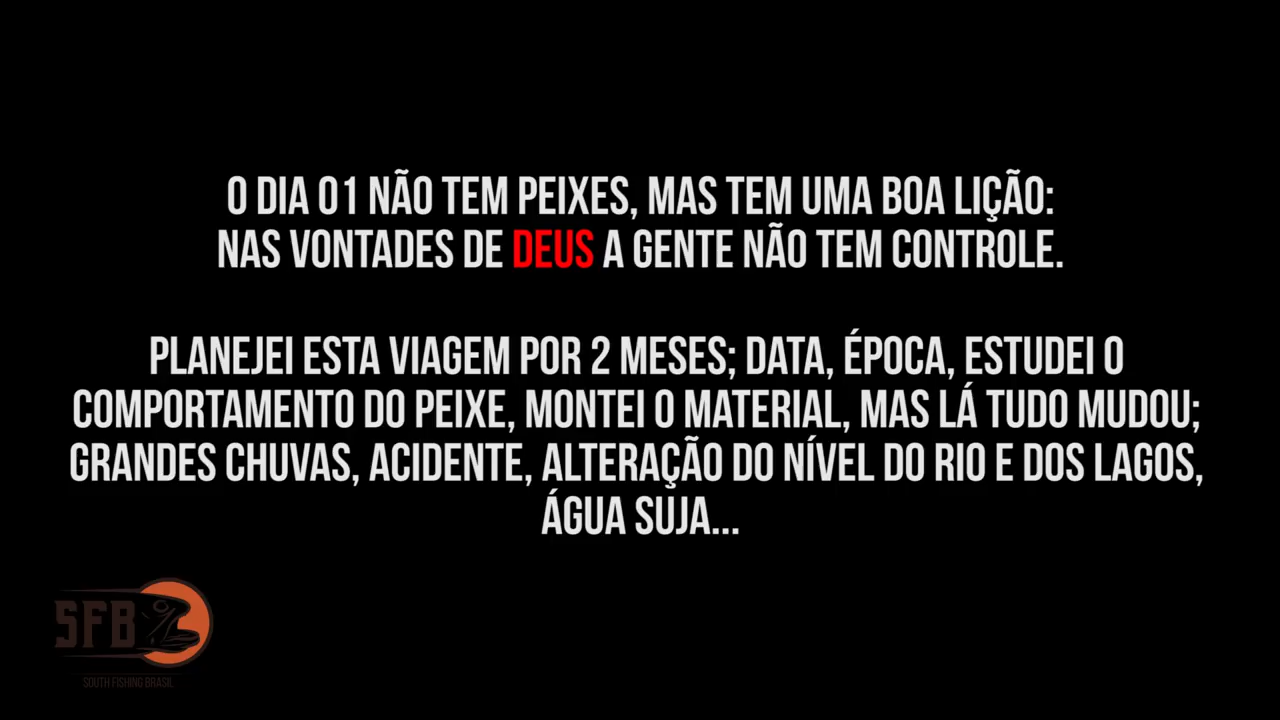 O DIA 01 NÃO TEM PEIXES, MAS TEM UMA BOA LIÇÃO:
NAS VONTADES DE DEUS A GENTE NÃO TEM CONTROLE.
PLANEJEI ESTA VIAGEM POR 2 MESES; DATA, ÉPOCA, ESTUDEI O
COMPORTAMENTO DO PEIXE, MONTEI O MATERIAL, MAS LÁ TUDO MUDOU;
GRANDES CHUVAS, ACIDENTE, ALTERAÇÃO DO NÍVEL DO RIO E DOS LAGOS,
ÁGUA SUJA...
SFB
SOUTH FISHING BRASIL